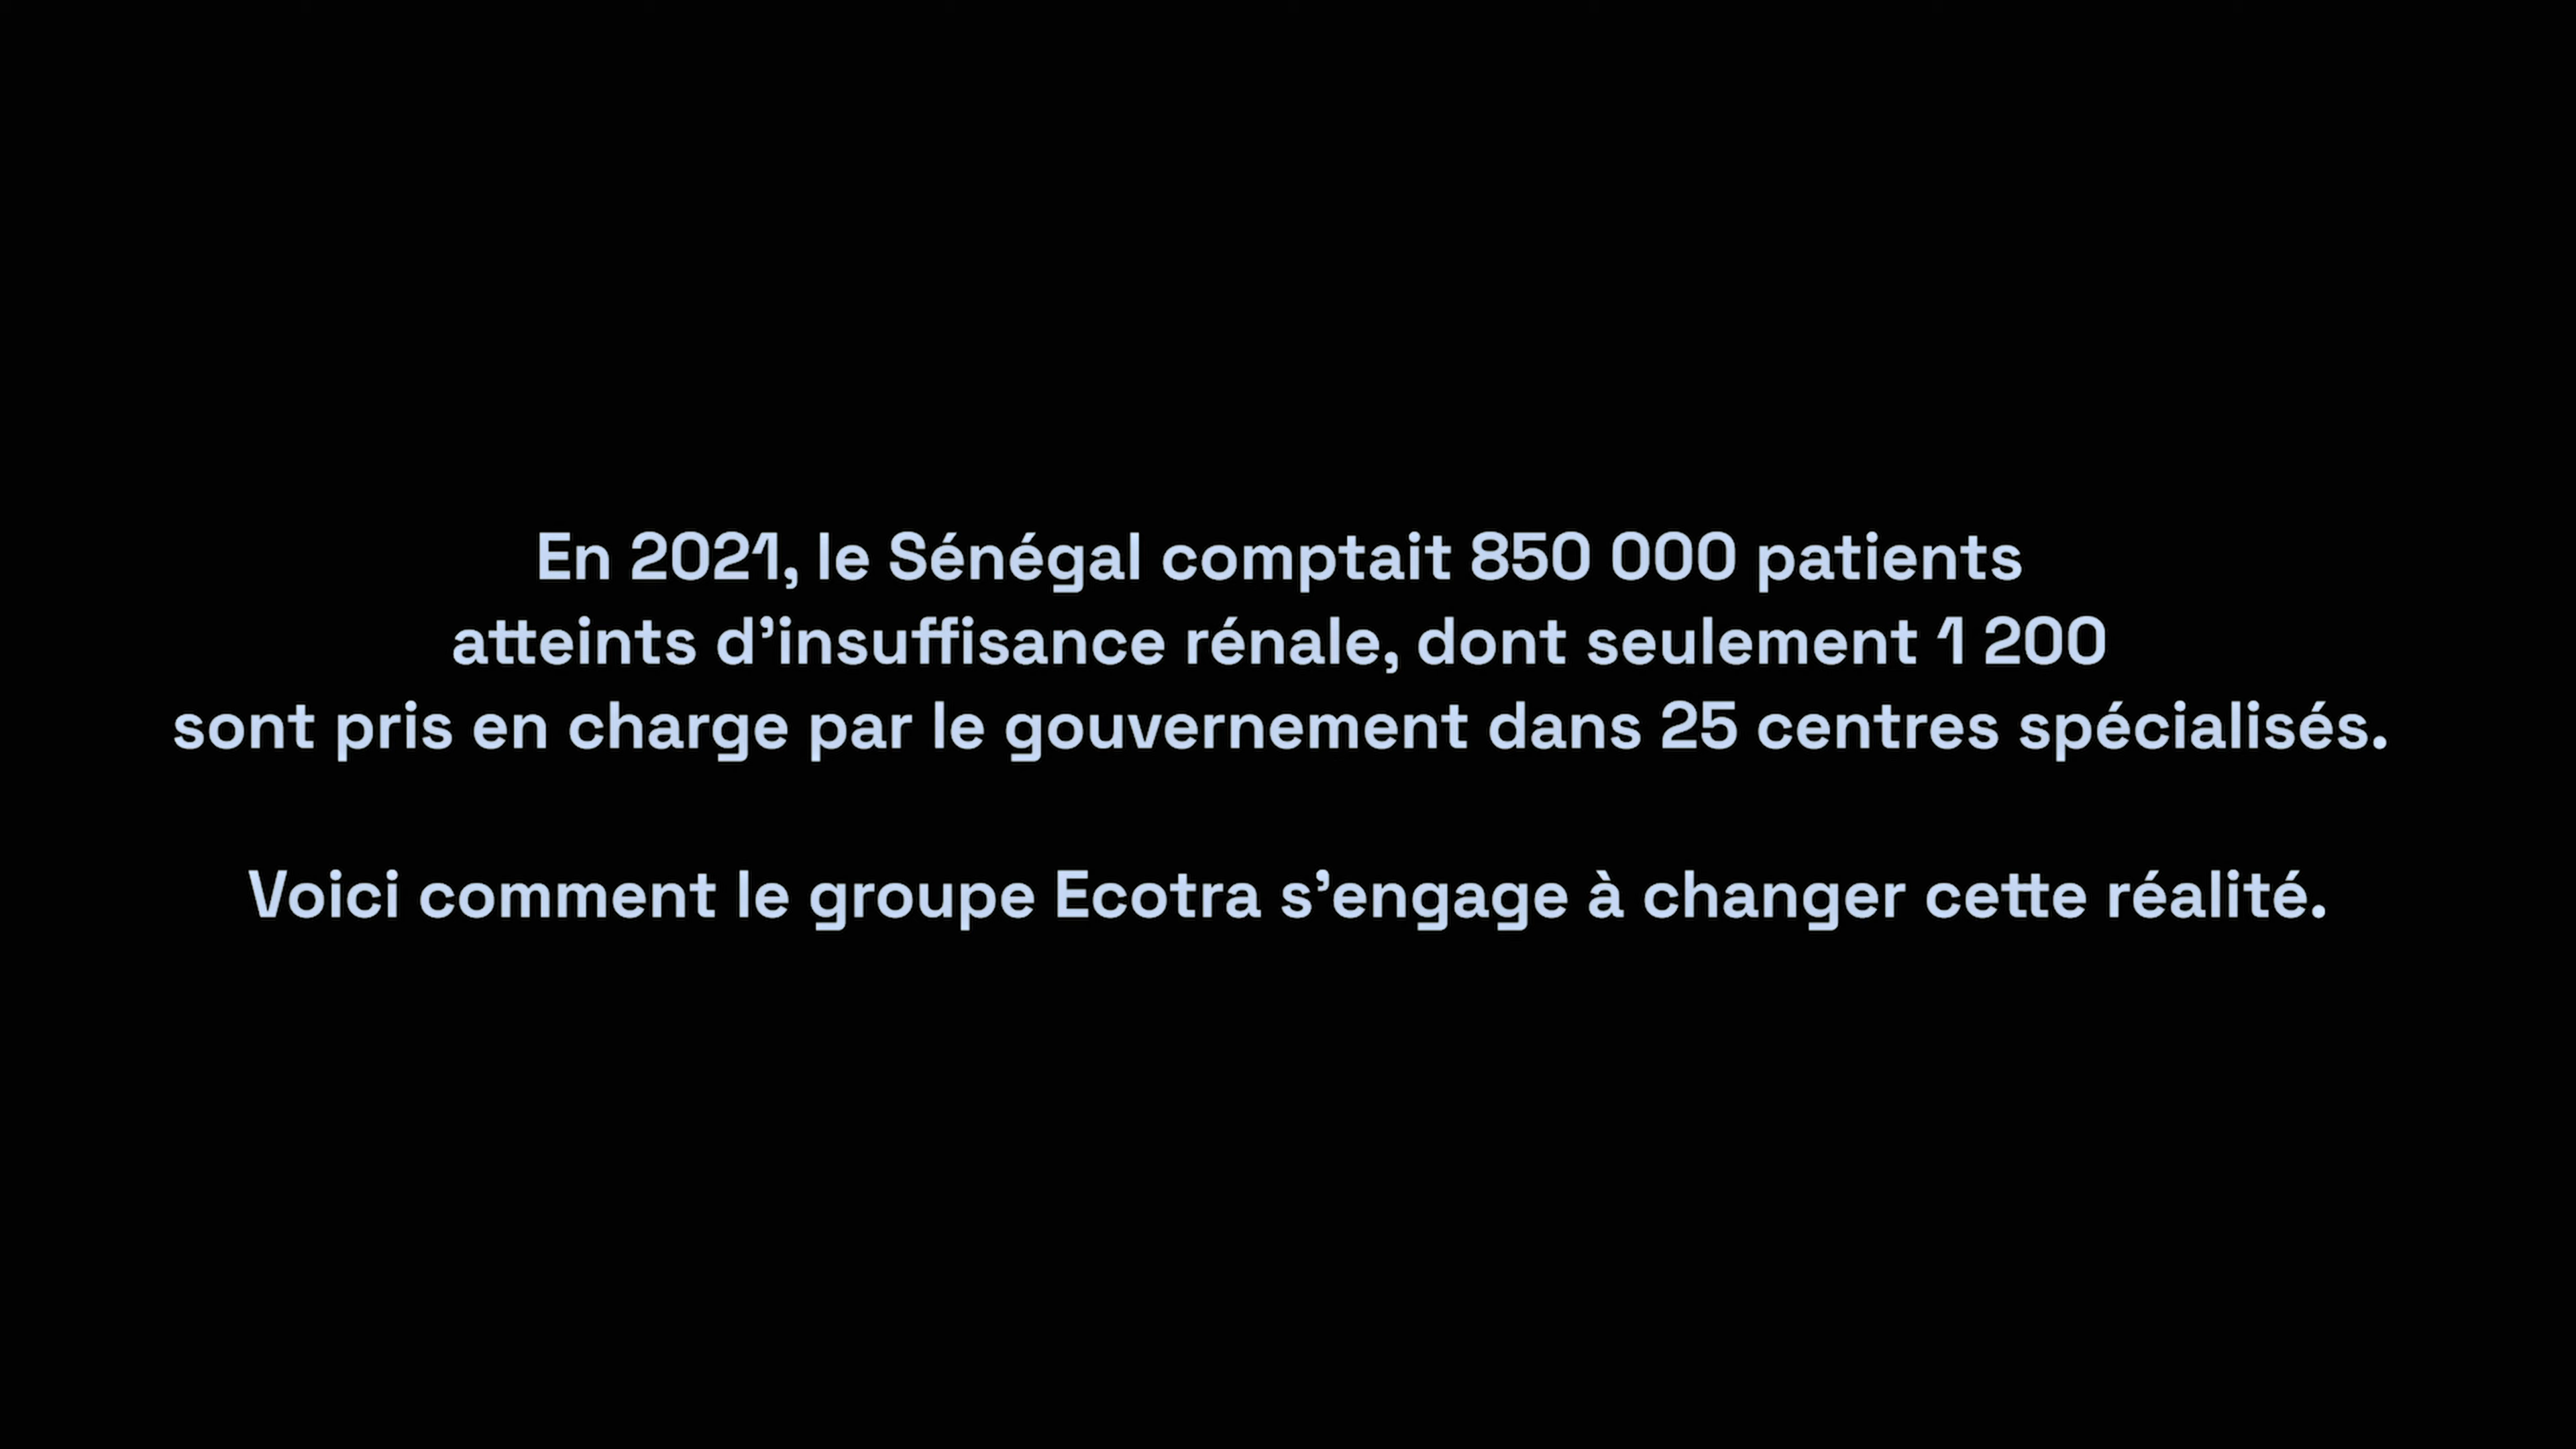 En 2021, le Sénégal comptait 850 000 patients
atteints d’insuffisance rénale, dont seulement 1 200
sont pris en charge par le gouvernement dans 25 centres spécialisés.
Voici comment le groupe Ecotra s’engage à changer cette réalité.